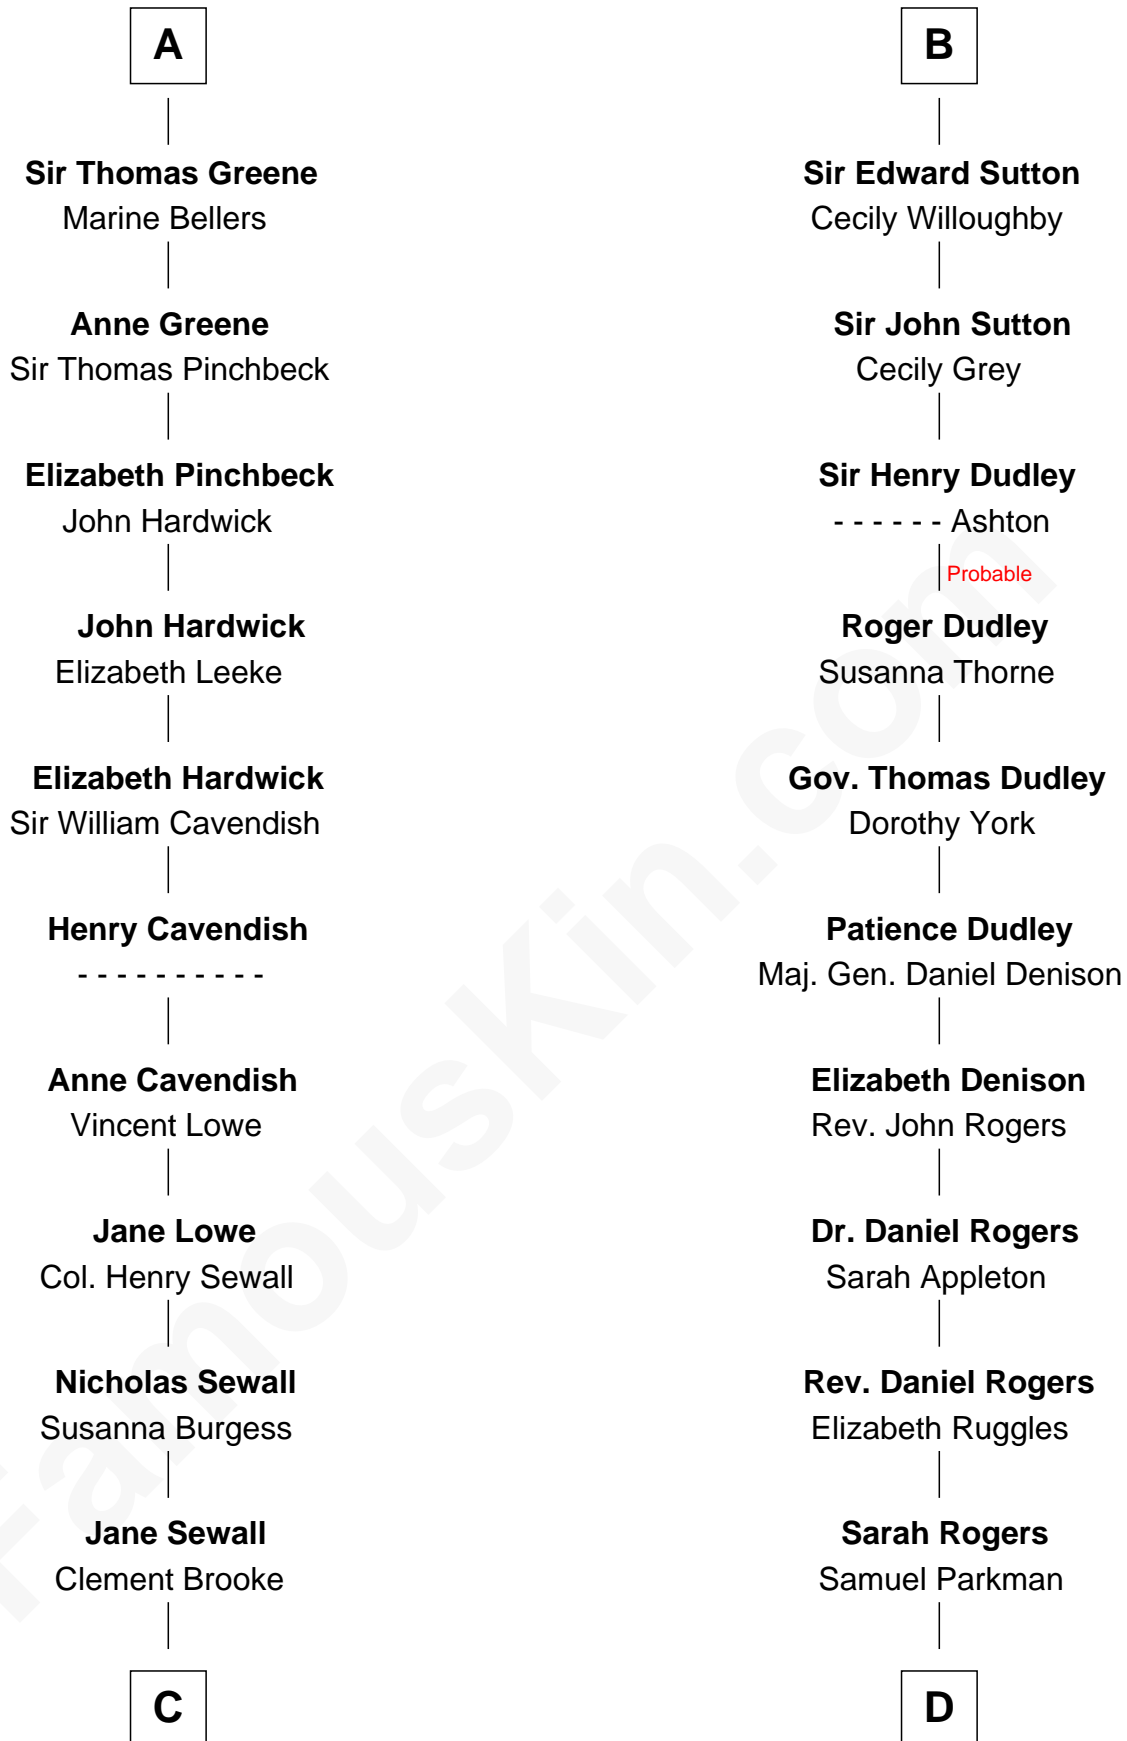 A
Sir Thomas Greene
Marine Bellers
Anne Greene
Sir Thomas Pinchbeck
Elizabeth Pinchbeck
John Hardwick
John Hardwick
Elizabeth Leeke
Elizabeth Hardwick
Sir William Cavendish
Henry Cavendish
- - - - - - - - - -
Anne Cavendish
Vincent Lowe
Jane Lowe
Col. Henry Sewall
Nicholas Sewall
Susanna Burgess
Jane Sewall
Clement Brooke
C
B
Sir Edward Sutton
Cecily Willoughby
Sir John Sutton
Cecily Grey
Sir Henry Dudley
- - - - - - Ashton
Probable
Roger Dudley
Susanna Thorne
Gov. Thomas Dudley
Dorothy York
Patience Dudley
Maj. Gen. Daniel Denison
Elizabeth Denison
Rev. John Rogers
Dr. Daniel Rogers
Sarah Appleton
Rev. Daniel Rogers
Elizabeth Ruggles
Sarah Rogers
Samuel Parkman
D
FamousKin.com